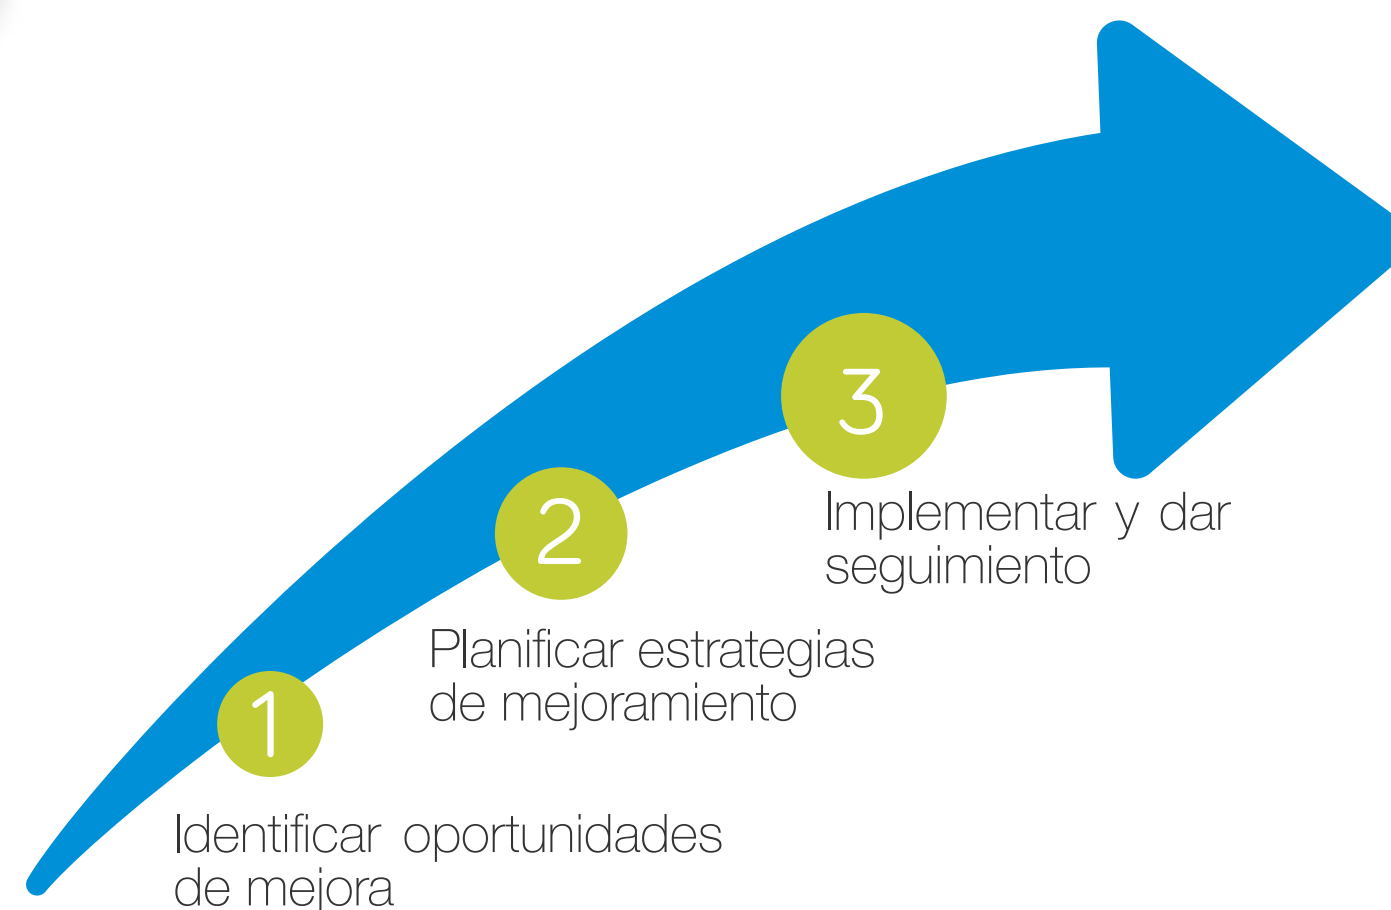 1
Identificar oportunidades
de mejora
2
Planificar estrategias
de mejoramiento
3
Implementar y dar
seguimiento